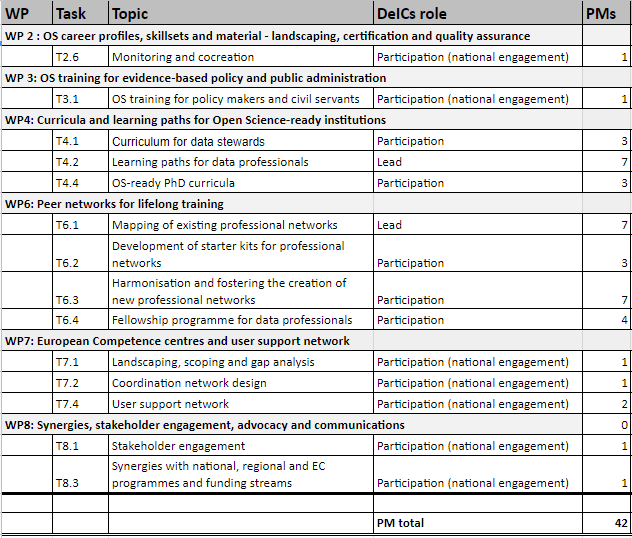 WP Task Topic DeICs role PMs
WP 2 : OS career profiles, skillsets and material - landscaping, certification and quality assurance
T2.6 Monitoring and cocreation Participation (national engagement) 1
WP 3: OS training for evidence-based policy and public administration
T3.1 OS training for policy makers and civil servants Participation (national engagement) 1
WP4: Curricula and learning paths for Open Science-ready institutions
T4.1 Curriculum for data stewards Participation 3
T4.2 Learning paths for data professionals Lead 7
T4.4 OS-ready PhD curricula Participation 3
WP6: Peer networks for lifelong training
T6.1 Mapping of existing professional networks Lead 7
Development of starter kits for professional
T6.2 networks Participation 3
Harmonisation and fostering the creation of
T6.3 new professional networks Participation 7
T6.4 Fellowship programme for data professionals Participation 4
WP7: European Competence centres and user support network
T7.1 Landscaping, scoping and gap analysis Participation (national engagement) 1
T7.2 Coordination network design Participation (national engagement) 1
T7.4 User support network Participation (national engagement) 2
WP8: Synergies, stakeholder engagement, advocacy and communications 0
T8.1 Stakeholder engagement Participation (national engagement) 1
Synergies with national, regional and EC
T8.3 programmes and funding streams Participation (national engagement) 1
PM total 42